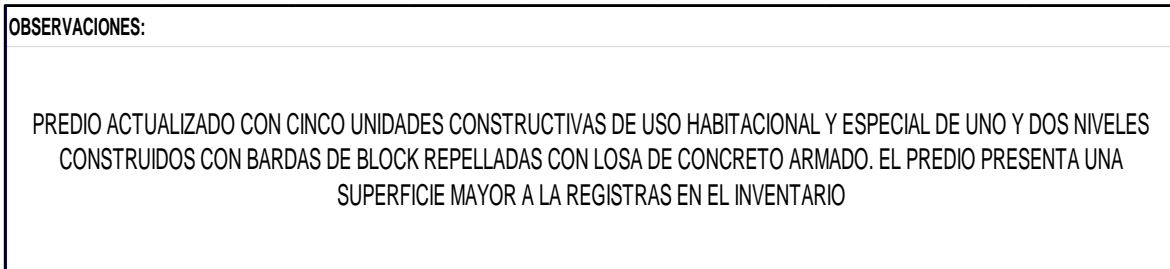 OBSERVACIONES:
PREDIO ACTUALIZADO CON CINCO UNIDADES CONSTRUCTIVAS DE USO HABITACIONAL Y ESPECIAL DE UNO Y DOS NIVELES
CONSTRUIDOS CON BARDAS DE BLOCK REPELLADAS CON LOSA DE CONCRETO ARMADO. EL PREDIO PRESENTA UNA
SUPERFICIE MAYOR A LA REGISTRAS EN EL INVENTARIO